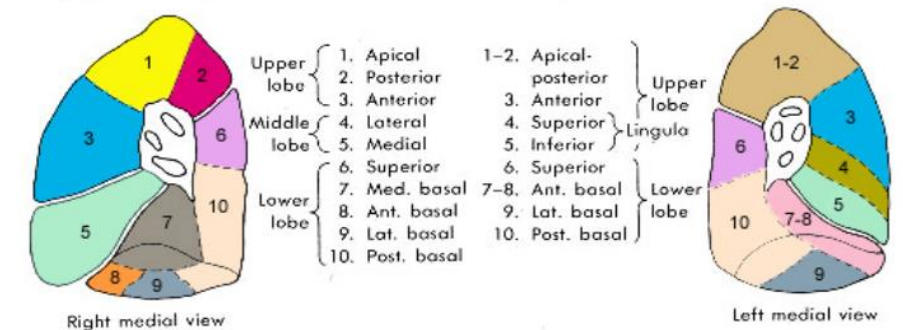 1
2
3
6
10
5
7
8
9
Right medial view
Upper lobe
1. Apical
2. Posterior
3. Anterior
Middle lobe
4. Lateral
5. Medial
Lower lobe
6. Superior
7. Med. basal
8. Ant. basal
9. Lat. basal
10. Post. basal
1-2. Apical-
posterior
3. Anterior
Upper lobe
4. Superior
5. Inferior
Lingula
6. Superior
7-8. Ant. basal
9. Lat. basal
10. Post. basal
Lower lobe
1-2
3
6
4
5
10
7-8
9
Left medial view